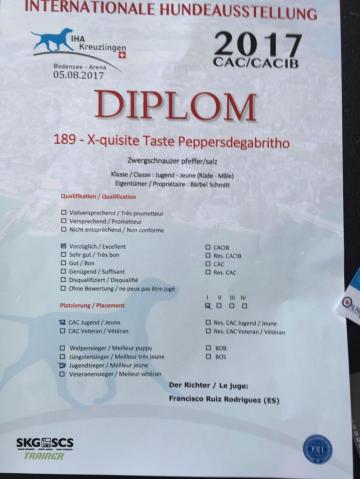 INTERNATIONALE HUNDEAUSSTELLUNG
IHA
Kreuzlingen
Bodensee - Arena
05.08.2017
2017
CAC/CACIB
DIPLOM
189 - X-quisite Taste Peppersdegabritho
Zwergschnauzer pfeffer/salz
Klasse / Classe : Jugend - Jeune (Rüde - Mâle)
Eigentümer / Propriétaire : Bärbel Schmitt
Qualifikation / Qualification
Vielversprechend / Très prometteur
Versprechend / Prometteur
Nicht entsprechend / Non conforme
Vorzüglich / Excellent CACIB
Sehr gut / Très bon Res. CACIB
Gut / Bon CAC
Genügend / Suffisant Res. CAC
Disqualifiziert / Disqualifié
Ohne Bewertung / ne peux pas être jugé
I II III IV
Platzierung / Placement
CAC Jugend / Jeune Res. CAC Jugend / Jeune
CAC Veteran / Vétéran Res. CAC Veteran / Vétéran
Welpensieger / Meilleur puppy BOB
Jüngstensieger / Meilleur très jeune BOS
Jugendsieger / Meilleur jeune
Veteranensieger / Meilleur vétéran
Der Richter / Le juge:
Francisco Ruiz Rodriguez (ES)
SKG SCS
TRAINER
FCI